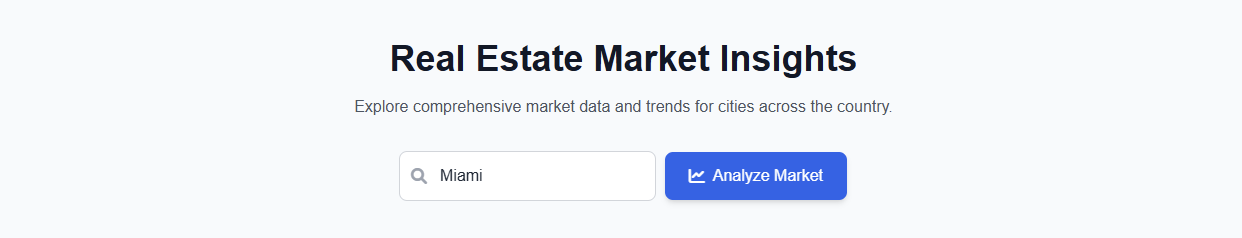 Real Estate Market Insights
Explore comprehensive market data and trends for cities across the country.
Miami
Analyze Market